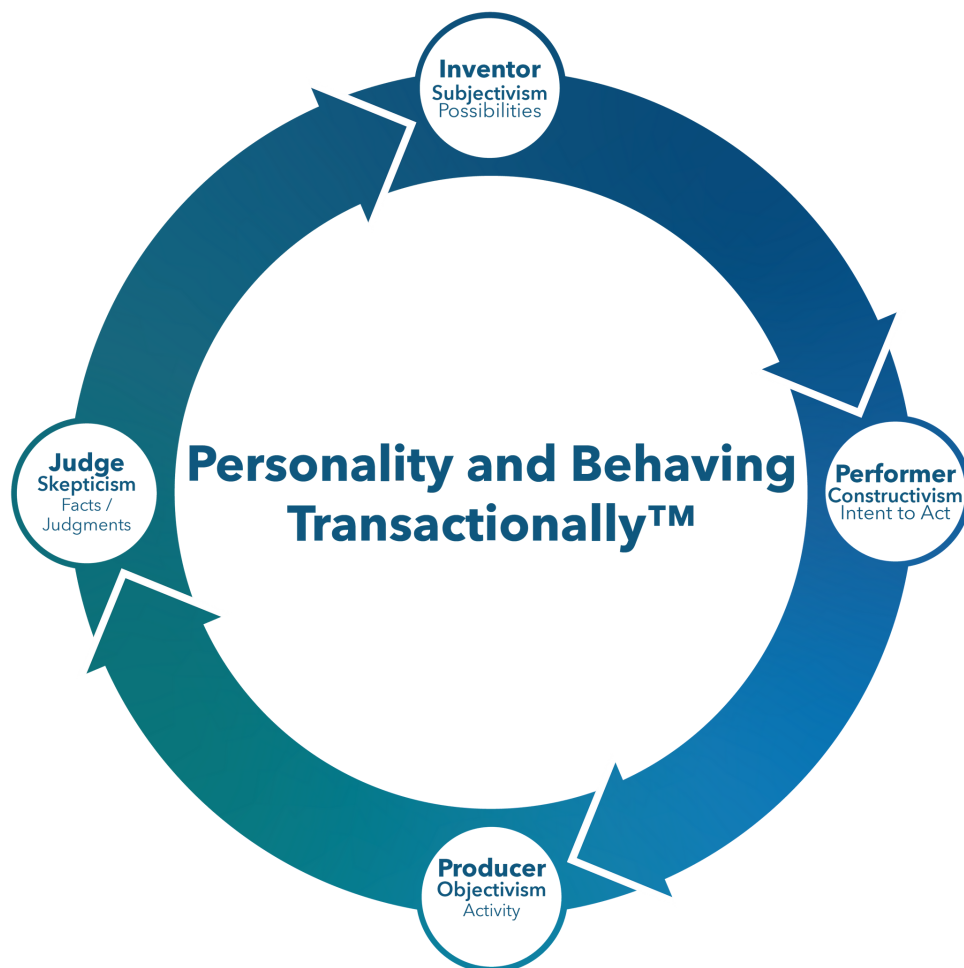 Inventor
Subjectivism
Possibilities
Personality and Behaving
Transactionally™
Judge
Skepticism
Facts /
Judgments
Performer
Constructivism
Intent to Act
Producer
Objectivism
Activity